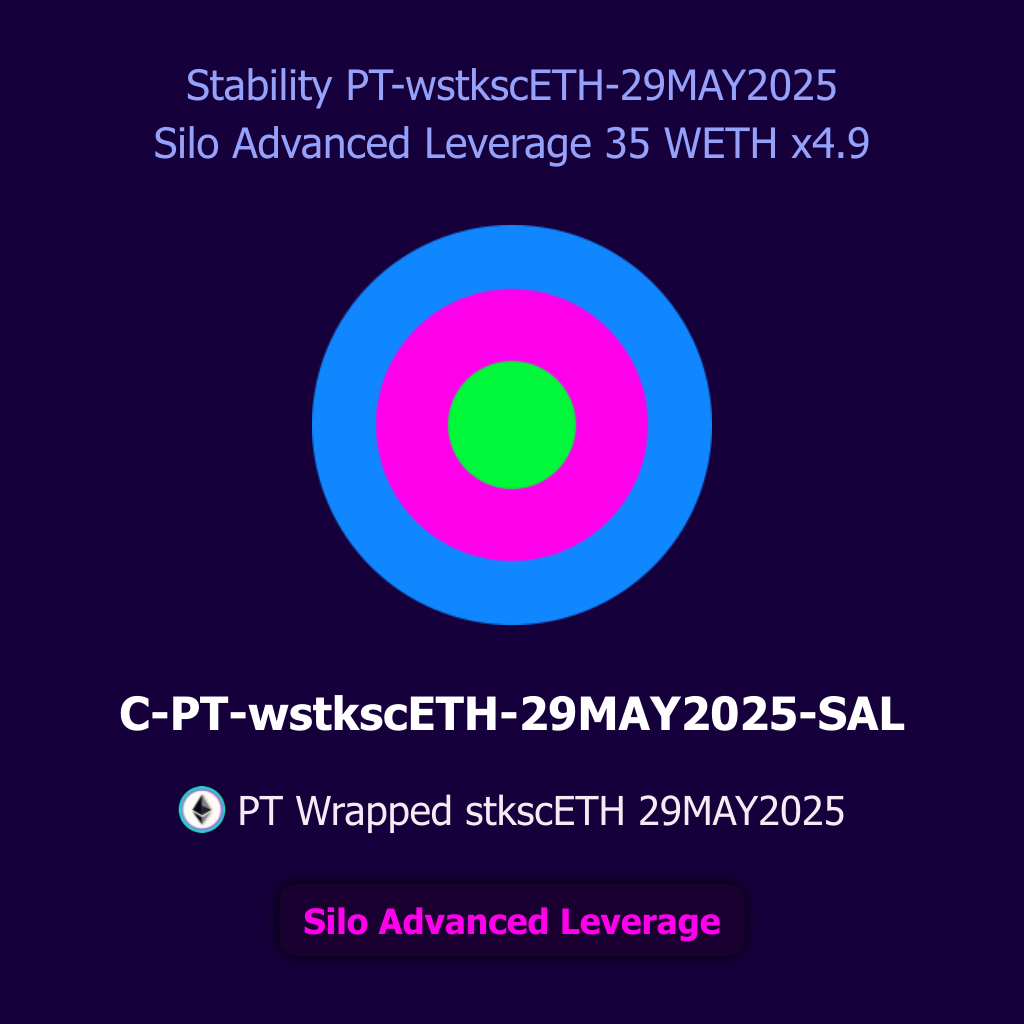 Stability PT-wstkscETH-29MAY2025
Silo Advanced Leverage 35 WETH x4.9
C-PT-wstkscETH-29MAY2025-SAL
PT Wrapped stkscETH 29MAY2025
Silo Advanced Leverage